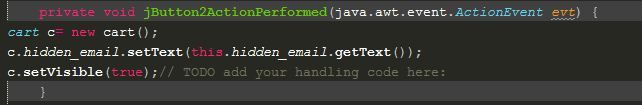 private void jButton2ActionPerformed(java.awt.event.ActionEvent evt) {
cart c= new cart();
c.hidden_email.setText(this.hidden_email.getText());
c.setVisible(true);// TODO add your handling code here:
}